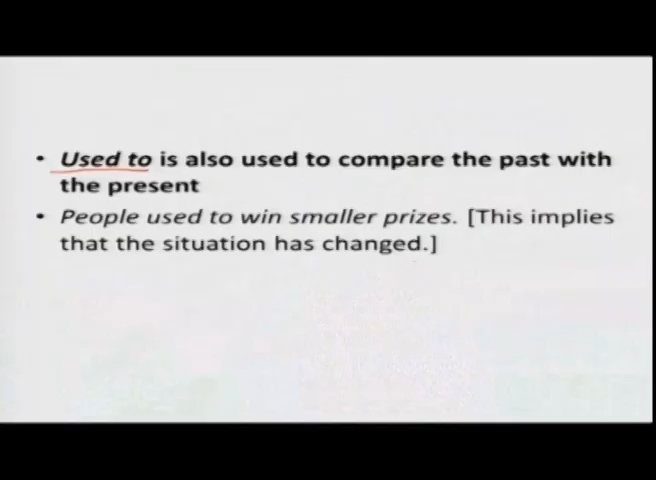 • Used to is also used to compare the past with
the present
• People used to win smaller prizes. [This implies
that the situation has changed.]